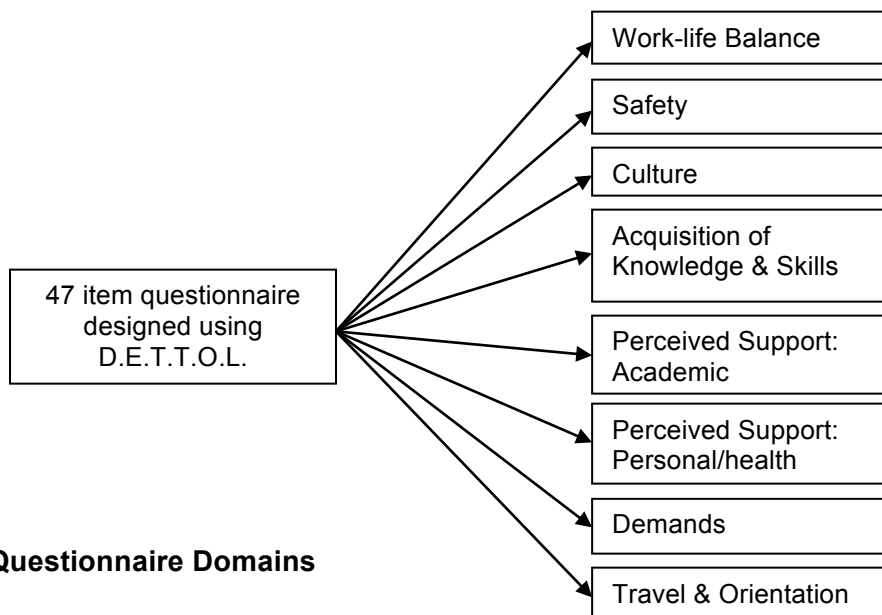 Work-life Balance
Safety
Culture
Acquisition of
Knowledge & Skills
47 item questionnaire
designed using
D.E.T.T.O.L.
Perceived Support:
Academic
Perceived Support:
Personal/health
Demands
Questionnaire Domains
Travel & Orientation